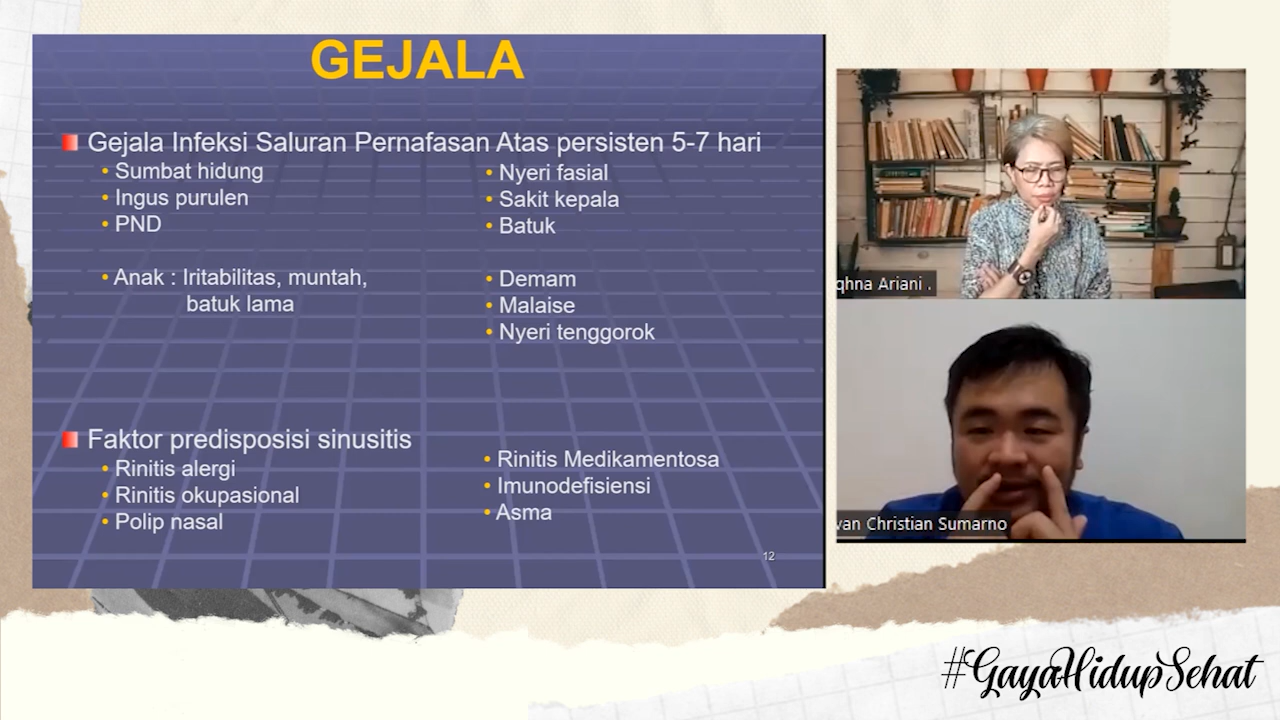 GEJALA
Gejala Infeksi Saluran Pernafasan Atas persisten 5-7 hari
• Sumbat hidung
• Ingus purulen
• PND
• Anak : Iritabilitas, muntah,
batuk lama
• Nyeri fasial
• Sakit kepala
• Batuk
• Demam
• Malaise
• Nyeri tenggorok
Faktor predisposisi sinusitis
• Rinitis alergi
• Rinitis okupasional
• Polip nasal
• Rinitis Medikamentosa
• Imunodefisiensi
• Asma
12
qhna Ariani .
van Christian Sumarno
#GayaHidupSehat